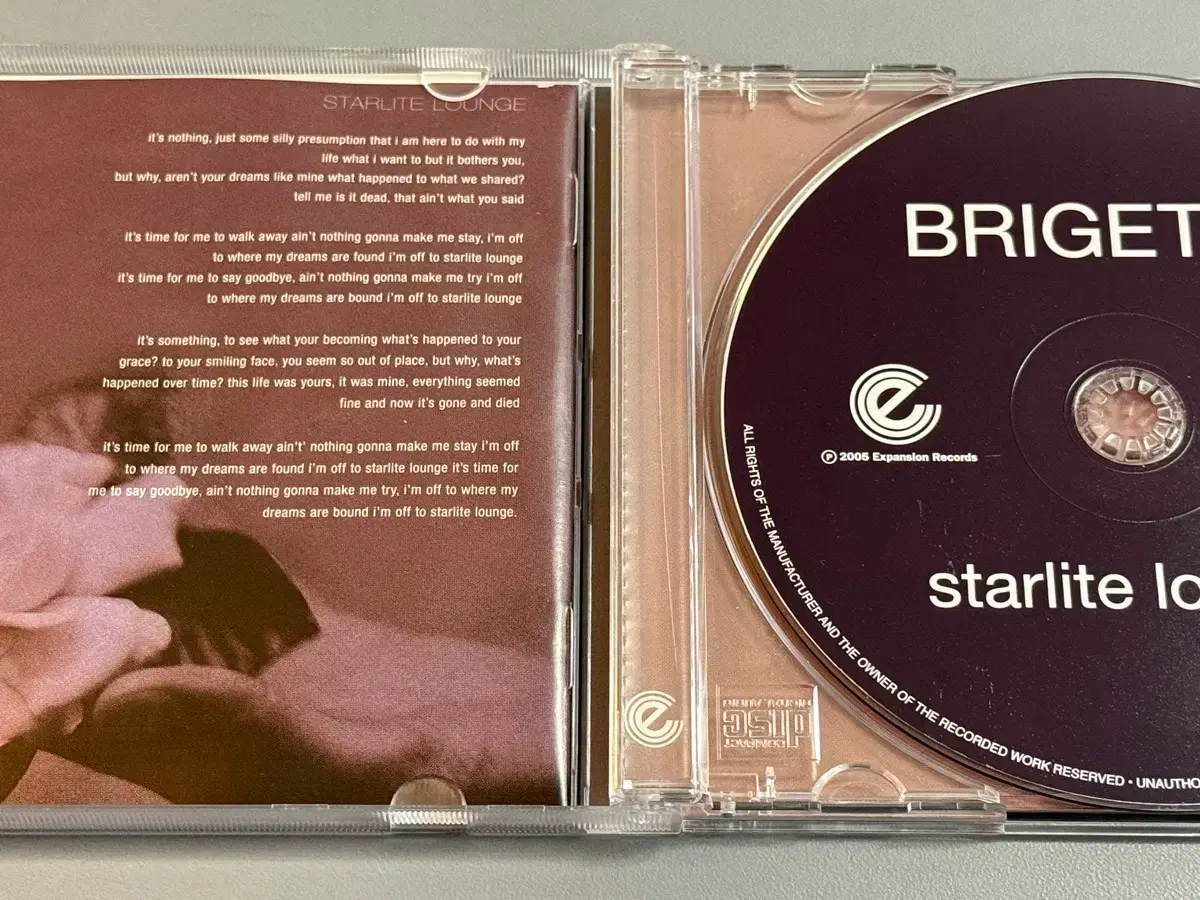 STARLITE LOUNGE
it's nothing, just some silly presumption that i am here to do with my
life what i want to but it bothers you,
but why, aren't your dreams like mine what happened to what we shared?
tell me is it dead, that ain't what you said
it's time for me to walk away ain't nothing gonna make me stay, i'm off
to where my dreams are found i'm off to starlite lounge
it's time for me to say goodbye, ain't nothing gonna make me try i'm off
to where my dreams are bound i'm off to starlite lounge
it's something, to see what your becoming what's happened to your
grace? to your smiling face, you seem so out of place, but why, what's
happened over time? this life was yours, it was mine, everything seemed
fine and now it's gone and died
it's time for me to walk away ain't' nothing gonna make me stay i'm off
to where my dreams are found i'm off to starlite lounge it's time for
me to say goodbye, ain't nothing gonna make me try, i'm off to where my
dreams are bound i'm off to starlite lounge.
BRIGET
e
℗ 2005 Expansion Records
starlite lo
ALL RIGHTS OF THE MANUFACTURER AND THE OWNER OF THE RECORDED WORK RESERVED • UNAUTHO
e
COMPACT
disc
DIGITAL AUDIO